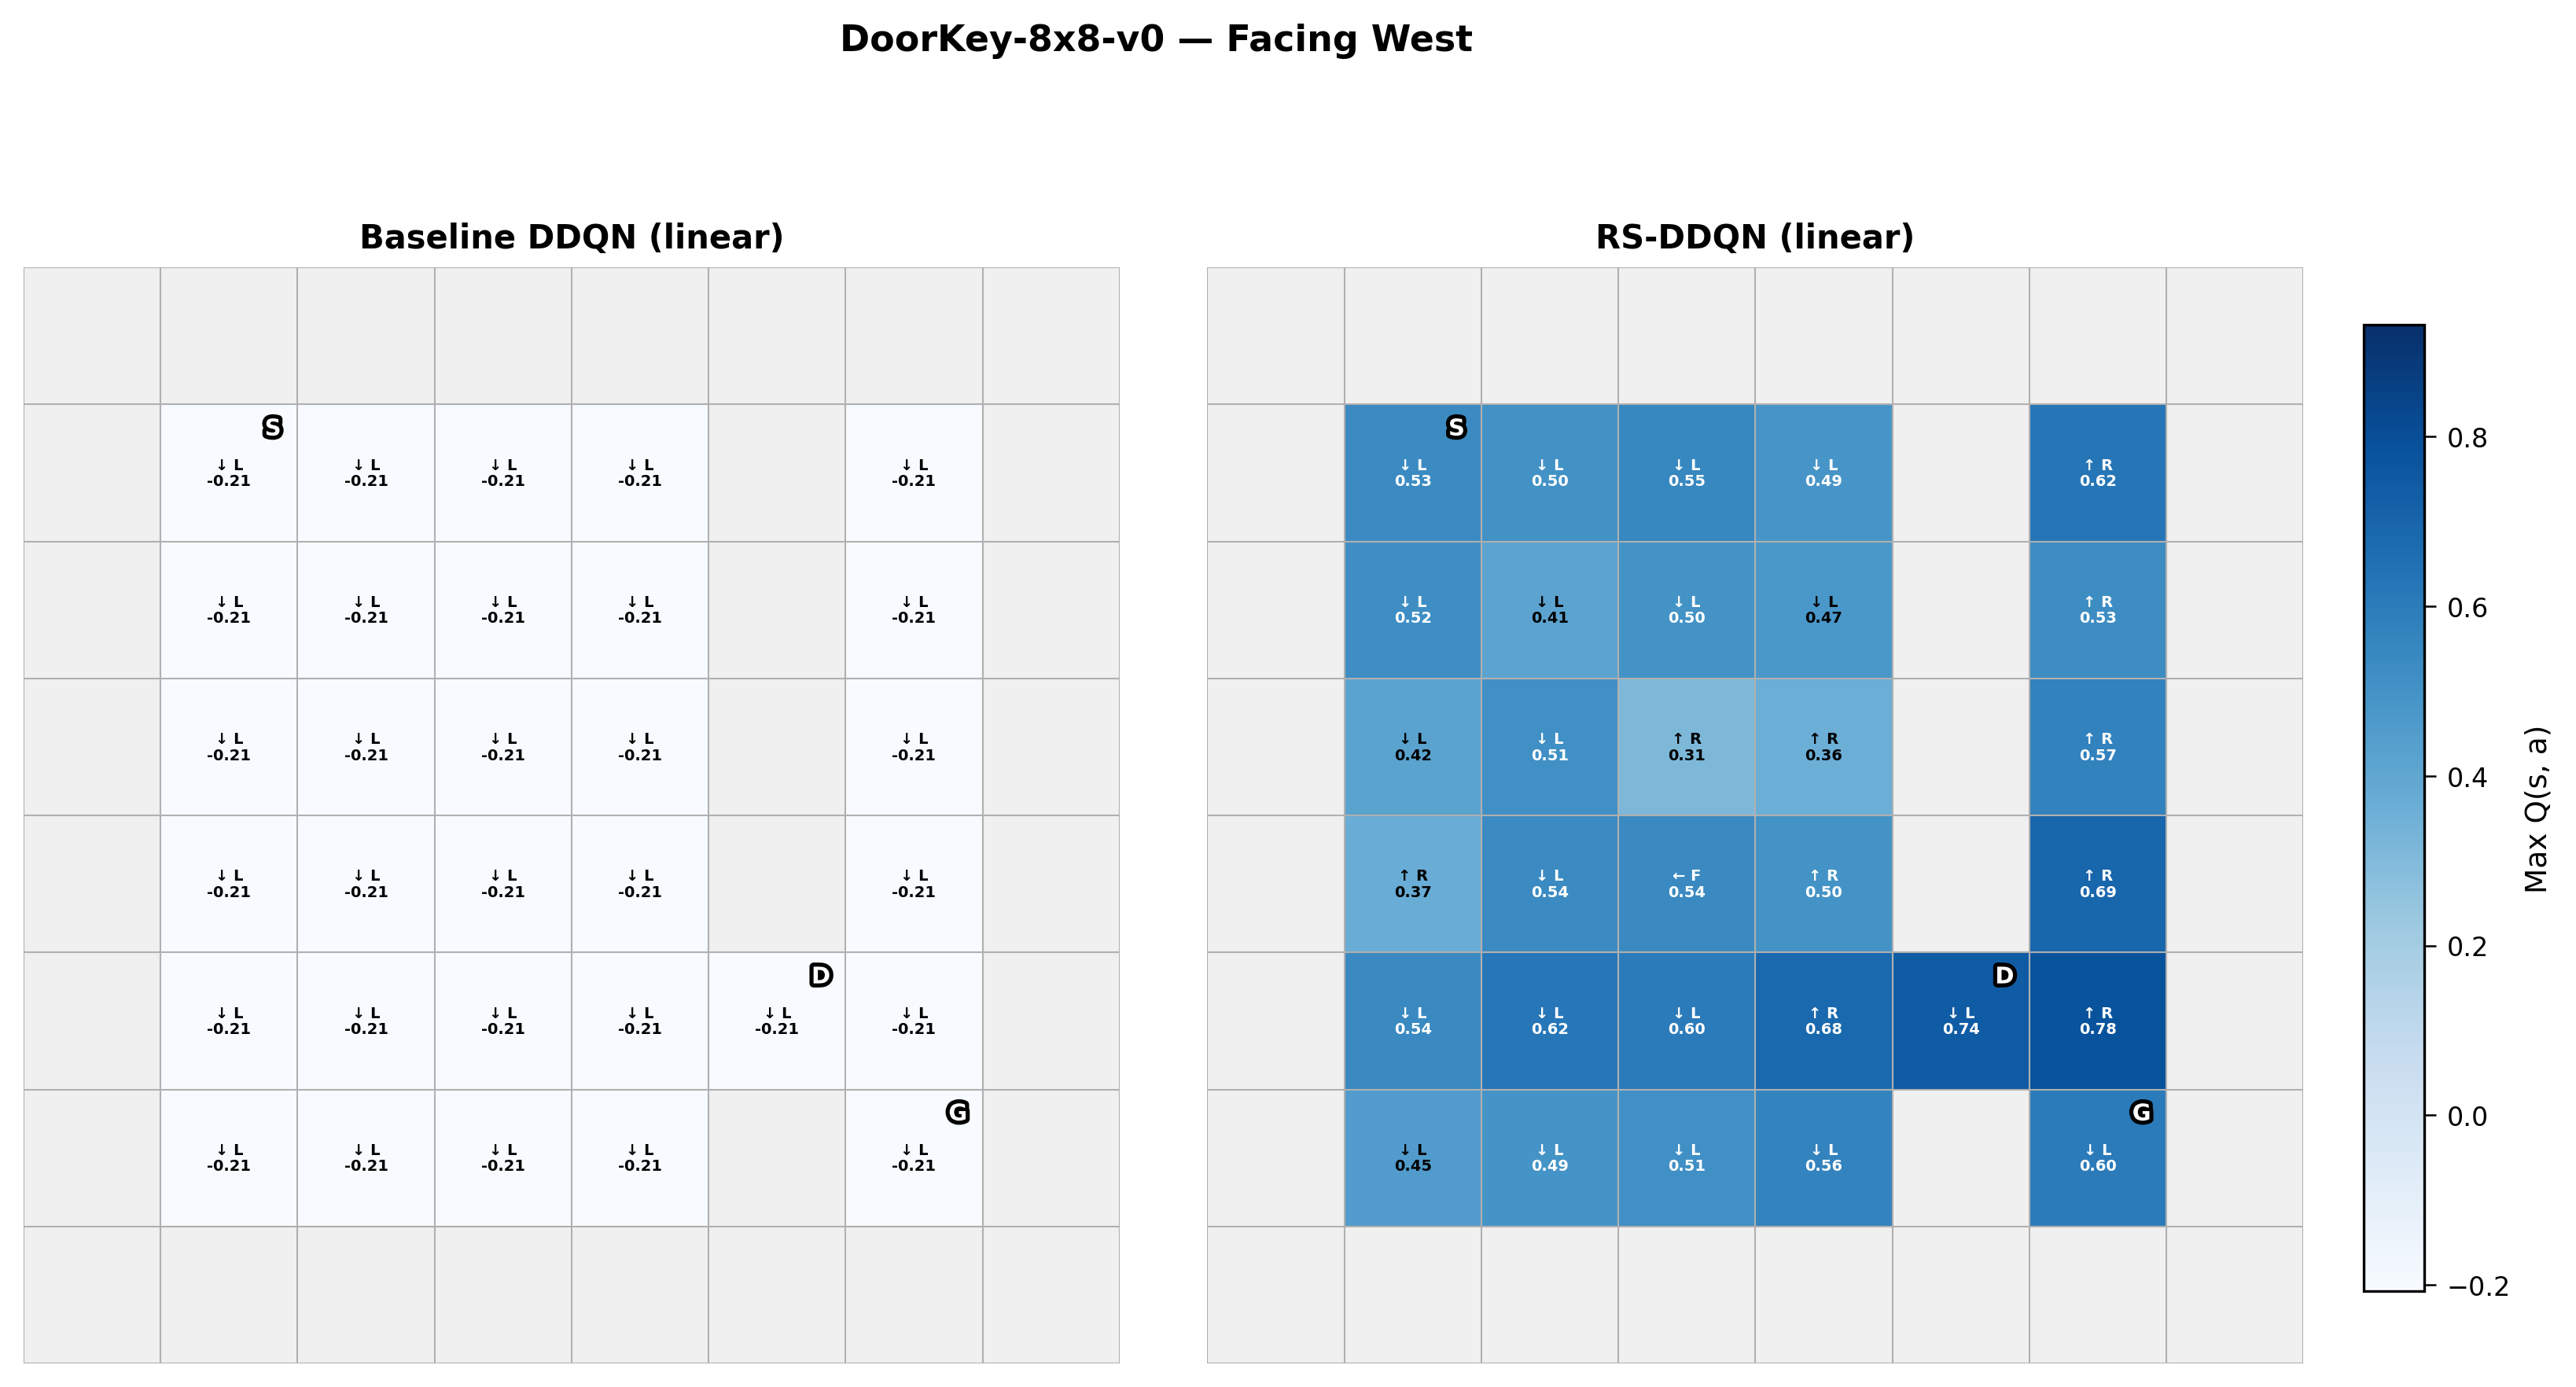 DoorKey-8x8-v0 — Facing West
Baseline DDQN (linear)
S
↓ L ↓ L ↓ L ↓ L ↓ L
-0.21 -0.21 -0.21 -0.21 -0.21
↓ L ↓ L ↓ L ↓ L ↓ L
-0.21 -0.21 -0.21 -0.21 -0.21
↓ L ↓ L ↓ L ↓ L ↓ L
-0.21 -0.21 -0.21 -0.21 -0.21
↓ L ↓ L ↓ L ↓ L ↓ L
-0.21 -0.21 -0.21 -0.21 -0.21
D
↓ L ↓ L ↓ L ↓ L ↓ L ↓ L
-0.21 -0.21 -0.21 -0.21 -0.21 -0.21
G
↓ L ↓ L ↓ L ↓ L ↓ L
-0.21 -0.21 -0.21 -0.21 -0.21
RS-DDQN (linear)
S
↓ L ↓ L ↓ L ↓ L ↑ R
0.53 0.50 0.55 0.49 0.62
↓ L ↓ L ↓ L ↓ L ↑ R
0.52 0.41 0.50 0.47 0.53
↓ L ↓ L ↑ R ↑ R ↑ R
0.42 0.51 0.31 0.36 0.57
↑ R ↓ L ← F ↑ R ↑ R
0.37 0.54 0.54 0.50 0.69
D
↓ L ↓ L ↓ L ↑ R ↓ L ↑ R
0.54 0.62 0.60 0.68 0.74 0.78
G
↓ L ↓ L ↓ L ↓ L ↓ L
0.45 0.49 0.51 0.56 0.60
0.8
0.6
0.4
0.2
0.0
−0.2
Max Q(s, a)